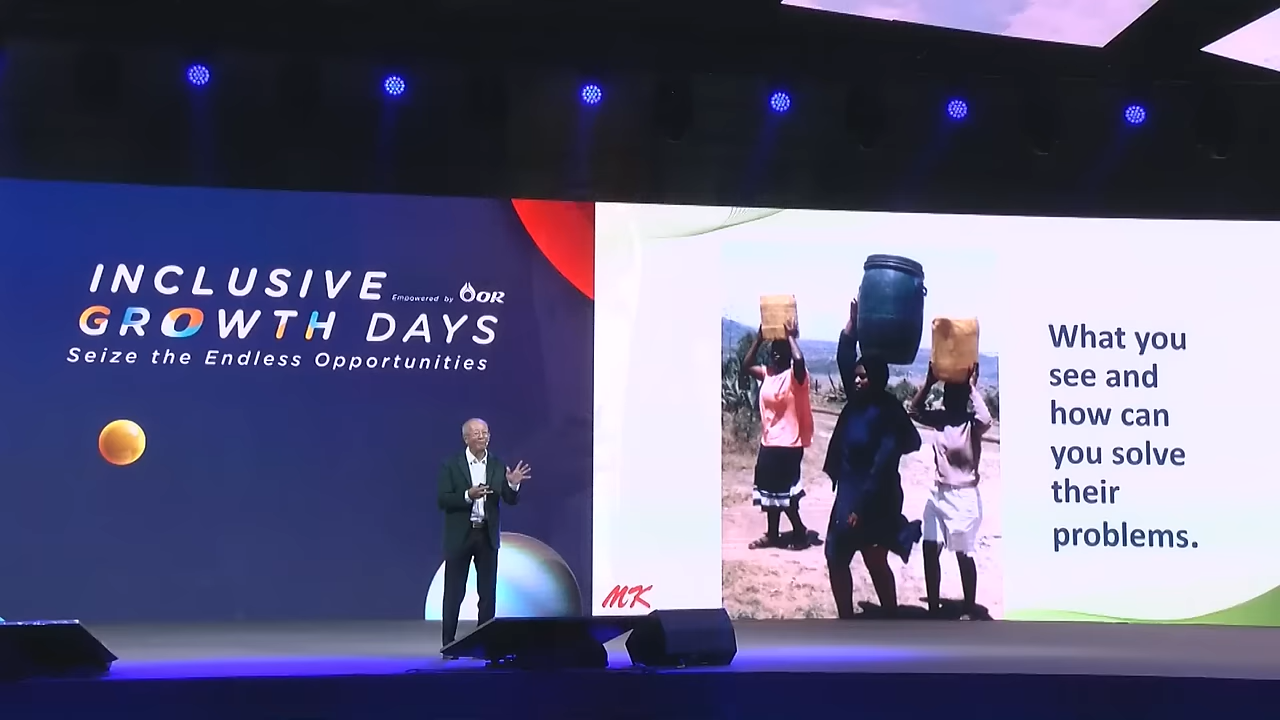 INCLUSIVE
Empowered by OR
GROWTH DAYS
Seize the Endless Opportunities
What you
see and
how can
you solve
their
problems.
MK